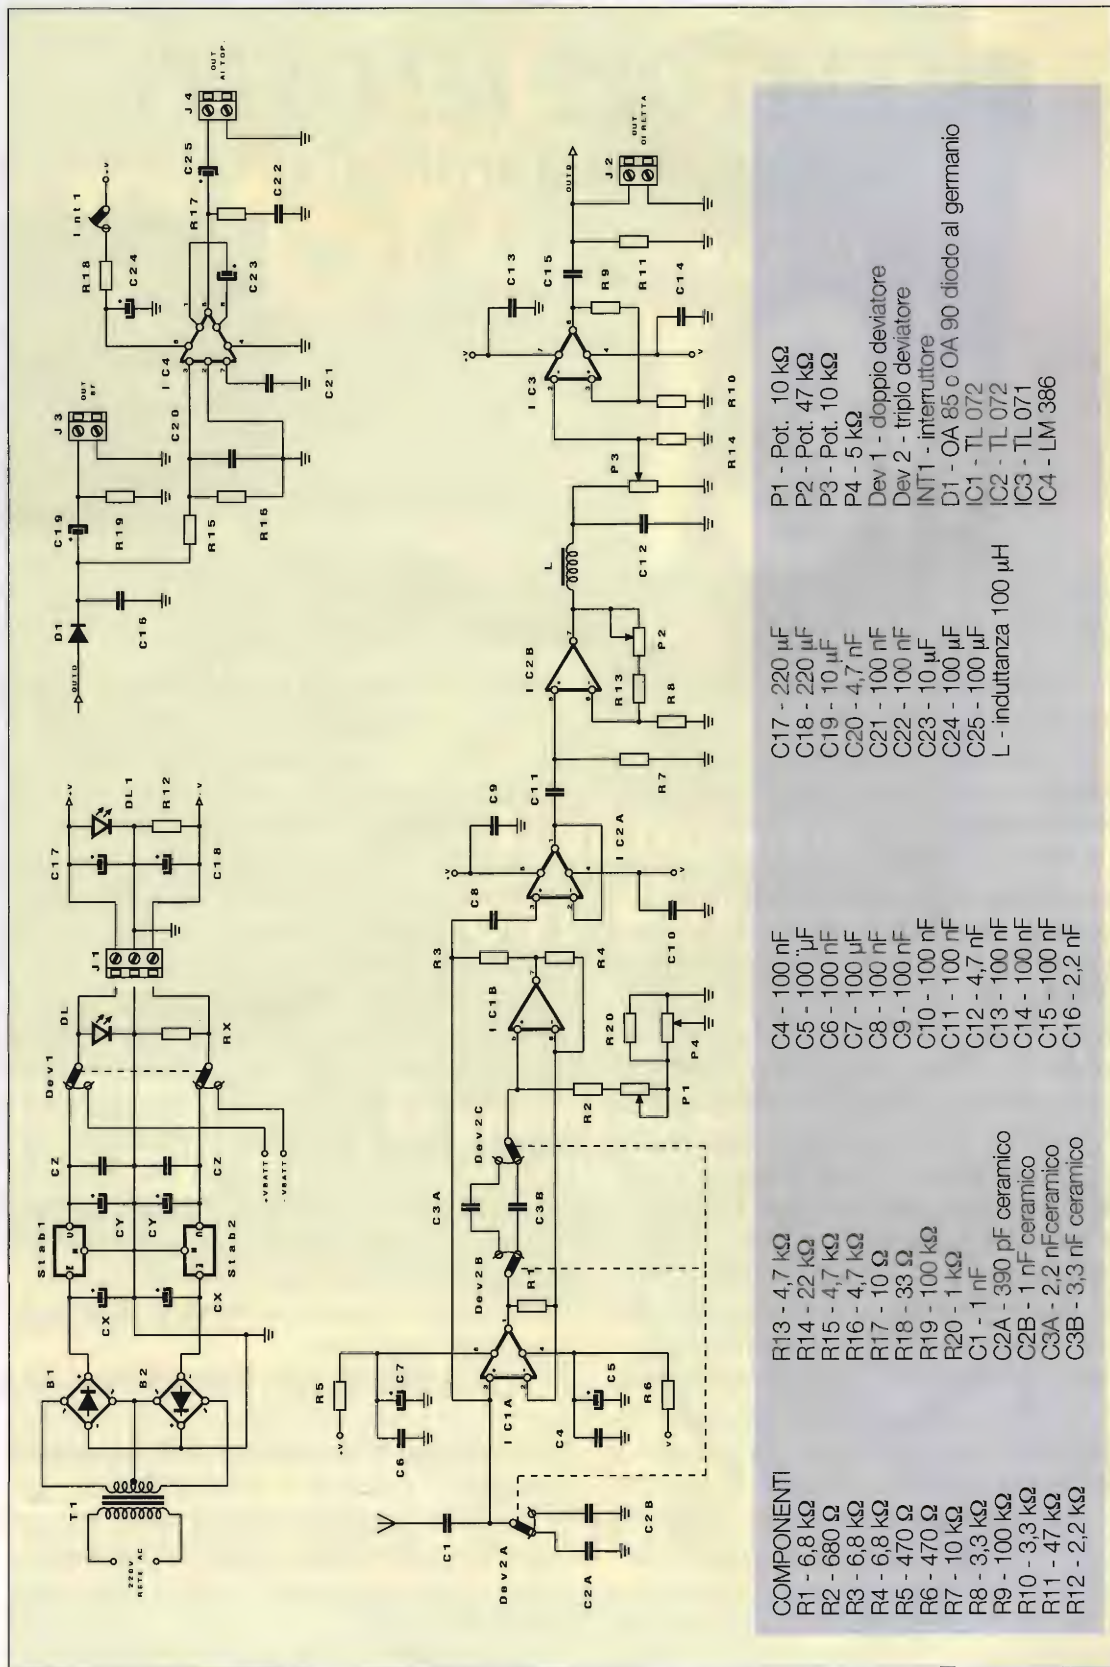 220V
RETE AC
T1
B1
B2
CX
CX
Stab1
Stab2
CY
CY
CZ
CZ
+VBATT
-VBATT
Dev1
DL
RX
J1
C17
C18
DL1
R12
+V
-V
OUT D
D1
C16
C19
R19
J3
OUT
BF
R15
R16
C20
IC4
C21
R18
C24
Int1
+V
C23
R17
C25
C22
J4
OUT
C1
Dev2A
C2A
C2B
R5
+V
C6
C7
IC1A
C4
C5
R6
R1
Dev2B
C3A
C3B
Dev2C
R2
P1
R20
P4
IC1B
R3
R4
C8
C9
IC2A
C10
C11
R7
IC2B
R13
R8
P2
L
C12
P3
R14
IC3
R10
+V
C13
C15
R9
R11
C14
OUT D
J2
OUT
COMPONENTI
R1 - 6,8 kΩ
R2 - 680 Ω
R3 - 6,8 kΩ
R4 - 6,8 kΩ
R5 - 470 Ω
R6 - 470 Ω
R7 - 10 kΩ
R8 - 3,3 kΩ
R9 - 100 kΩ
R10 - 3,3 kΩ
R11 - 47 kΩ
R12 - 2,2 kΩ
R13 - 4,7 kΩ
R14 - 22 kΩ
R15 - 4,7 kΩ
R16 - 4,7 kΩ
R17 - 10 Ω
R18 - 33 Ω
R19 - 100 kΩ
R20 - 1 kΩ
C1 - 1 nF
C2A - 390 pF ceramico
C2B - 1 nF ceramico
C3A - 2,2 nFceramico
C3B - 3,3 nF ceramico
C4 - 100 nF
C5 - 100 µF
C6 - 100 nF
C7 - 100 µF
C8 - 100 nF
C9 - 100 nF
C10 - 100 nF
C11 - 100 nF
C12 - 4,7 nF
C13 - 100 nF
C14 - 100 nF
C15 - 100 nF
C16 - 2,2 nF
C17 - 220 µF
C18 - 220 µF
C19 - 10 µF
C20 - 4,7 nF
C21 - 100 nF
C22 - 100 nF
C23 - 10 µF
C24 - 100 µF
C25 - 100 µF
L - induttanza 100 µH
P1 - Pot. 10 kΩ
P2 - Pot. 47 kΩ
P3 - Pot. 10 kΩ
P4 - 5 kΩ
Dev 1 - doppio deviatore
Dev 2 - triplo deviatore
INT1 - interruttore
D1 - OA 85 o OA 90 diodo al germanio
IC1 - TL 072
IC2 - TL 072
IC3 - TL 071
IC4 - LM 386